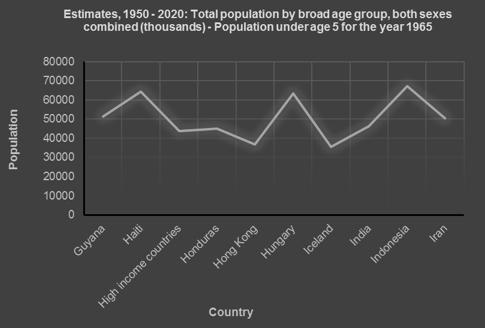 Estimates, 1950 - 2020: Total population by broad age group, both sexes
combined (thousands) - Population under age 5 for the year 1965
80000
70000
60000
50000
40000
30000
20000
10000
0
Population
Guyana
Haiti
High income countries
Honduras
Hong Kong
Hungary
Iceland
India
Indonesia
Iran
Country